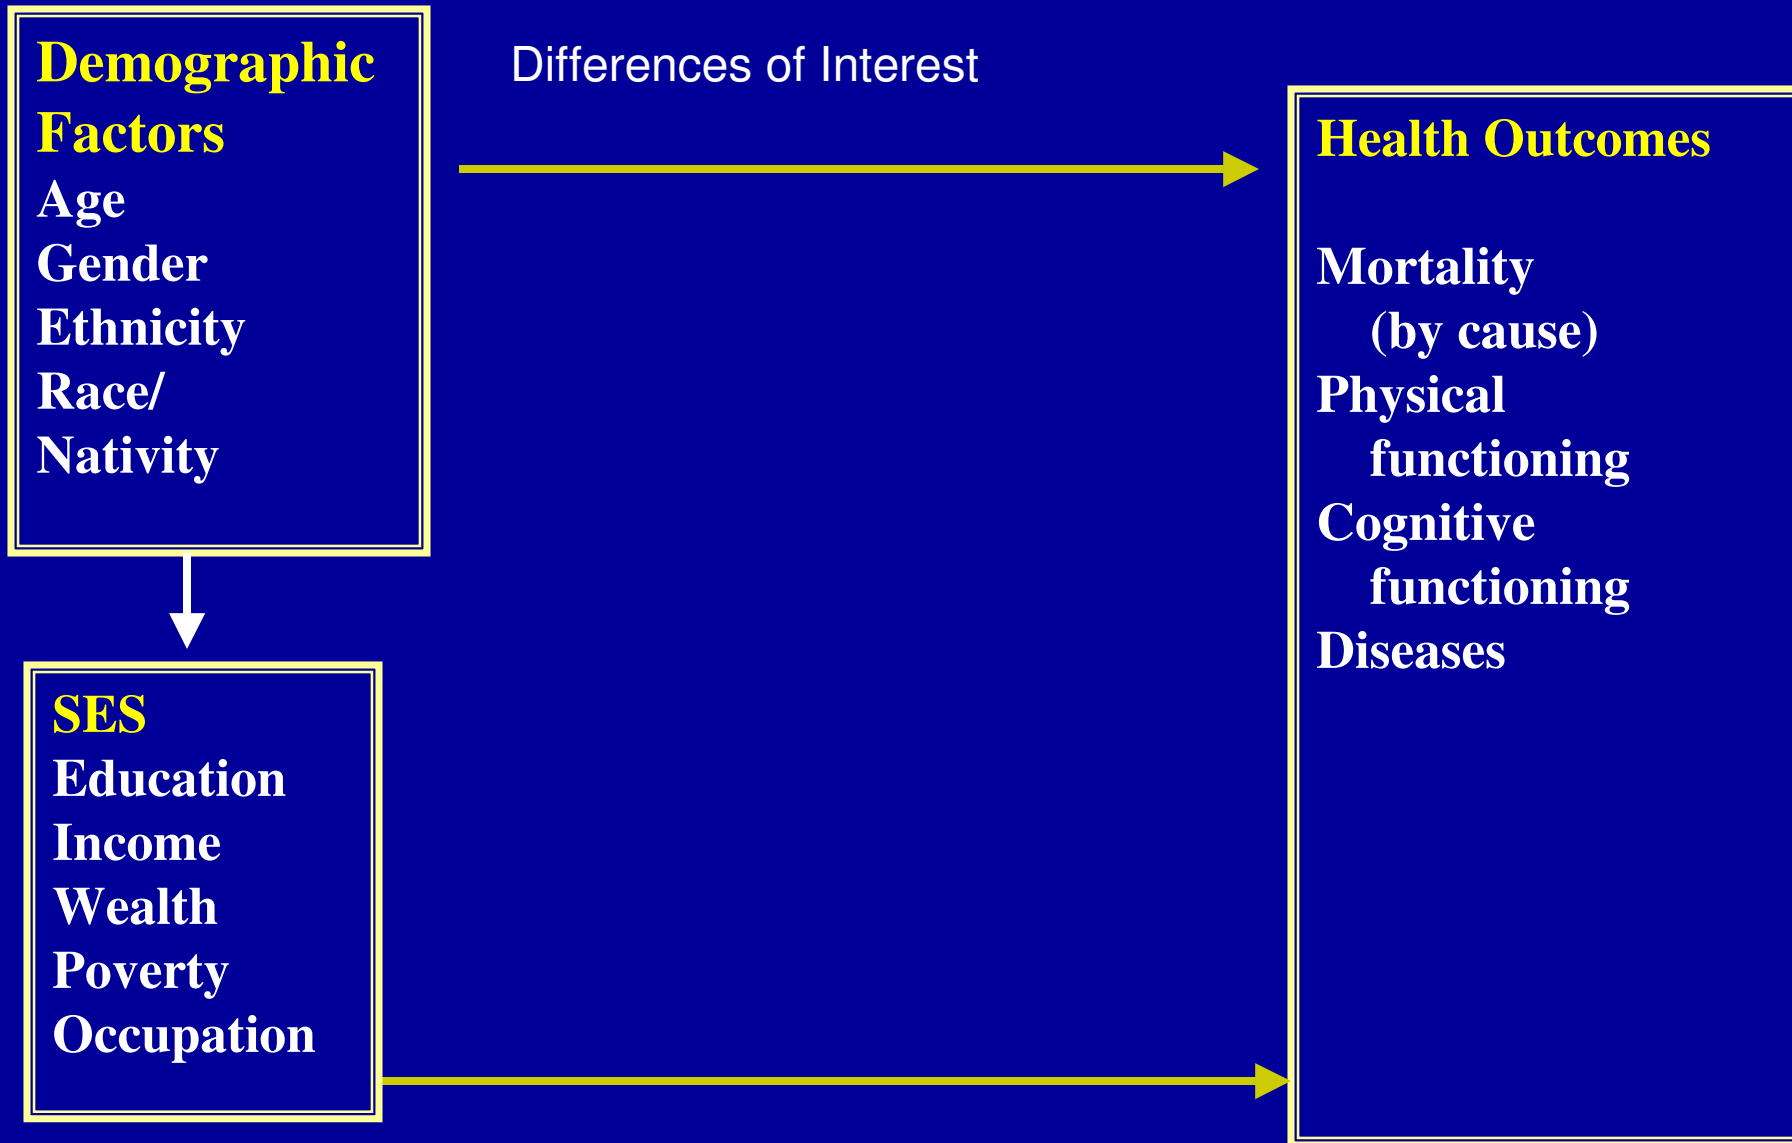 Demographic
Factors
Age
Gender
Ethnicity
Race/
Nativity
Differences of Interest
Health Outcomes
Mortality
(by cause)
Physical
functioning
Cognitive
functioning
Diseases
SES
Education
Income
Wealth
Poverty
Occupation